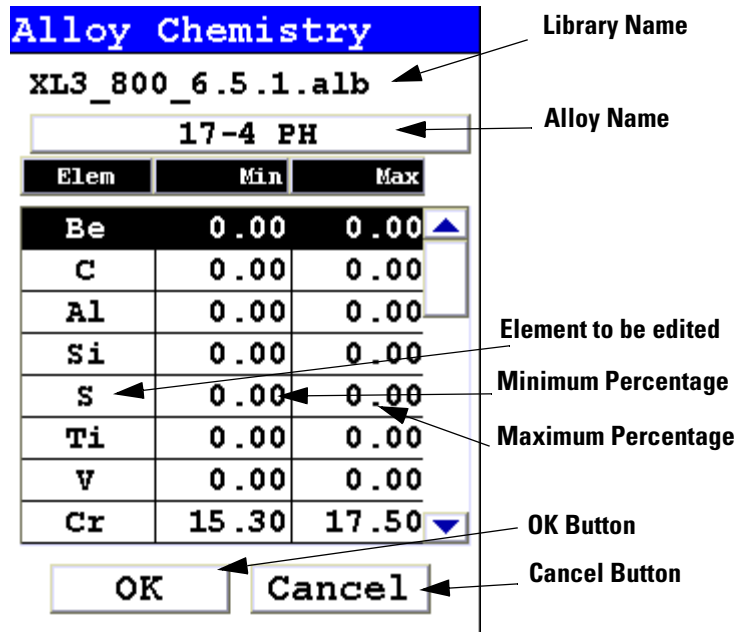 Alloy Chemistry
Library Name
XL3_800_6.5.1.alb
Alloy Name
17-4 PH
Elem Min Max
Be 0.00 0.00
C 0.00 0.00
Al 0.00 0.00
Si 0.00 0.00
Element to be edited
S 0.00 0.00
Minimum Percentage
Ti 0.00 0.00
Maximum Percentage
V 0.00 0.00
Cr 15.30 17.50
OK Button
OK Cancel
Cancel Button